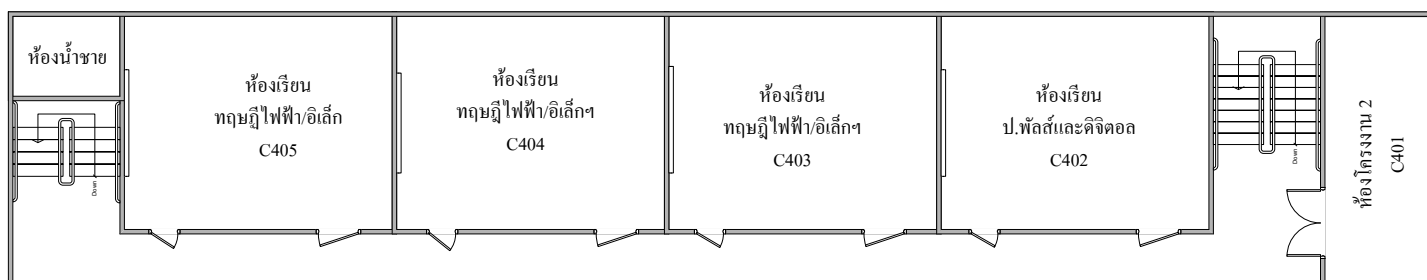 ห้องน้ำชาย
ห้องเรียน
ทฤษฎีไฟฟ้า/อิเล็ก
C405
ห้องเรียน
ทฤษฎีไฟฟ้า/อิเล็กฯ
C404
ห้องเรียน
ทฤษฎีไฟฟ้า/อิเล็กฯ
C403
ห้องเรียน
ป.พัลส์และดิจิตอล
C402
ห้องโครงงาน 2
C401
Down
Down